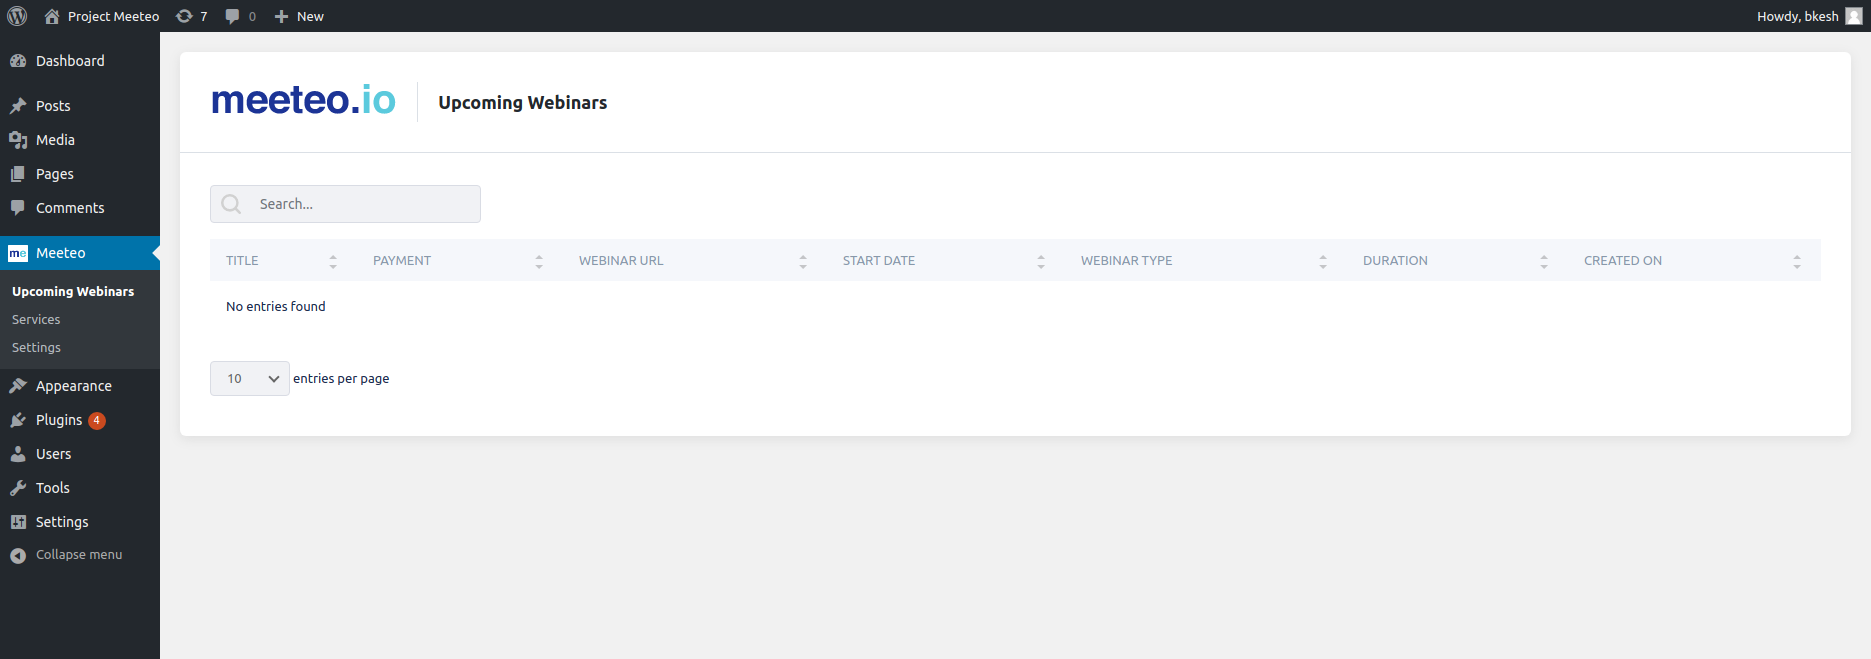 Project Meeteo 7 0 New Howdy, bkesh
Dashboard
Posts
Media
Pages
Comments
me Meeteo
Upcoming Webinars
Services
Settings
Appearance
Plugins 4
Users
Tools
Settings
Collapse menu
meeteo.io Upcoming Webinars
Search...
TITLE PAYMENT WEBINAR URL START DATE WEBINAR TYPE DURATION CREATED ON
No entries found
10 entries per page